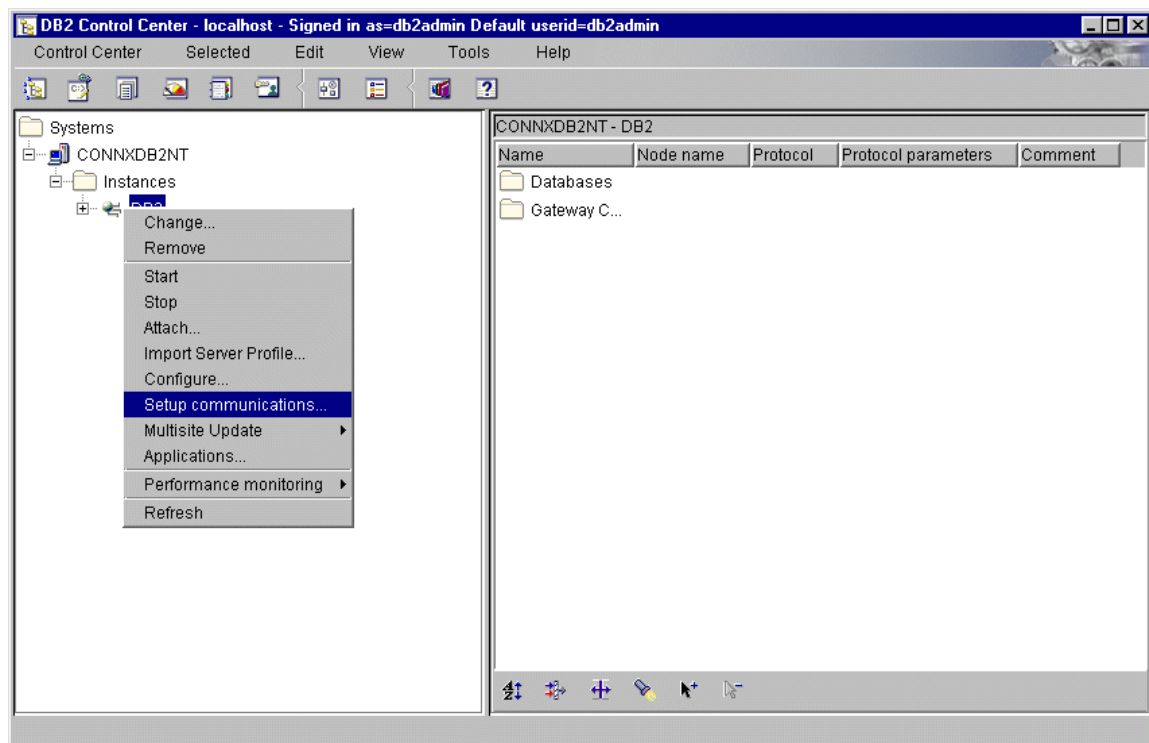 DB2 Control Center - localhost - Signed in as=db2admin Default userid=db2admin
Control Center Selected Edit View Tools Help
Systems
CONNXDB2NT
Instances
DB2
Change...
Remove
Start
Stop
Attach...
Import Server Profile...
Configure...
Setup communications...
Multisite Update
Applications...
Performance monitoring
Refresh
CONNXDB2NT - DB2
Name Node name Protocol Protocol parameters Comment
Databases
Gateway C...